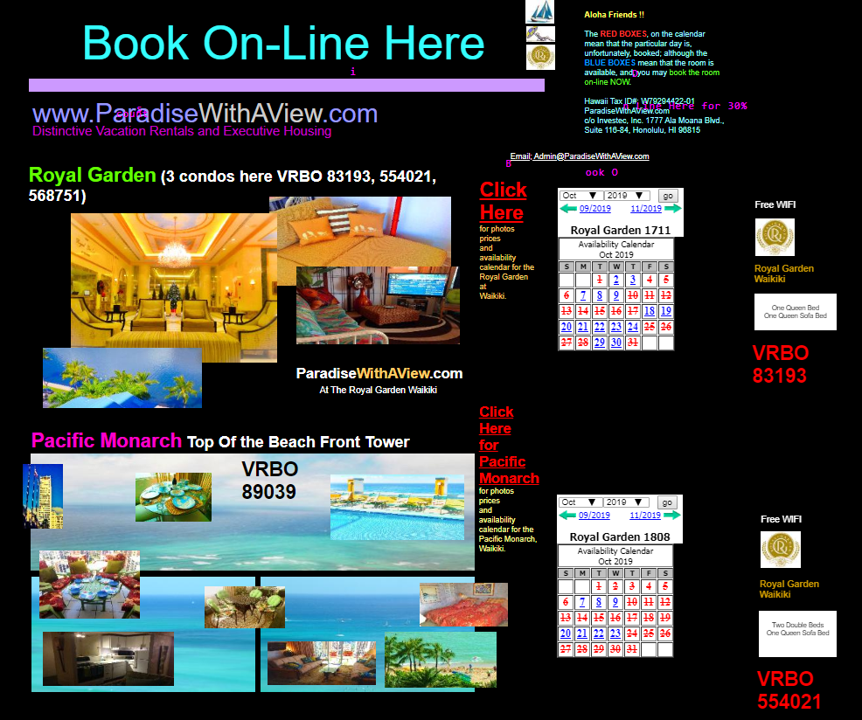 Book On-Line Here
i
www.ParadiseWithAView.com
Distinctive Vacation Rentals and Executive Housing
Aloha Friends !!
The RED BOXES, on the calendar
mean that the particular day is,
unfortunately, booked; although the
BLUE BOXES mean that the room is
available, and, you may book the room
on-line NOW.
Hawaii Tax ID#: W79294422-01
ParadiseWithAView.com
Here for 30%
c/o Investec, Inc. 1777 Ala Moana Blvd.,
Suite 116-84, Honolulu, HI 96815
Email; Admin@ParadiseWithAView.com
B
ook O
Royal Garden (3 condos here VRBO 83193, 554021,
568751)
ParadiseWithAView.com
At The Royal Garden Waikiki
Click
Here
for photos
prices
and
availability
calendar for the
Royal Garden
at
Waikiki.
Oct ▼ 2019 ▼ go
09/2019 11/2019
Royal Garden 1711
Availability Calendar
Oct 2019
S M T W T F S
1 2 3 4 5
6 7 8 9 10 11 12
13 14 15 16 17 18 19
20 21 22 23 24 25 26
27 28 29 30 31
Free WIFI
Royal Garden
Waikiki
One Queen Bed
One Queen Sofa Bed
VRBO
83193
Pacific Monarch Top Of the Beach Front Tower
VRBO
89039
Click
Here
for
Pacific
Monarch
for photos
prices
and
availability
calendar for the
Pacific Monarch,
Waikiki.
Oct ▼ 2019 ▼ go
09/2019 11/2019
Royal Garden 1808
Availability Calendar
Oct 2019
S M T W T F S
1 2 3 4 5
6 7 8 9 10 11 12
13 14 15 16 17 18 19
20 21 22 23 24 25 26
27 28 29 30 31
Free WIFI
Royal Garden
Waikiki
Two Double Beds
One Queen Sofa Bed
VRBO
554021